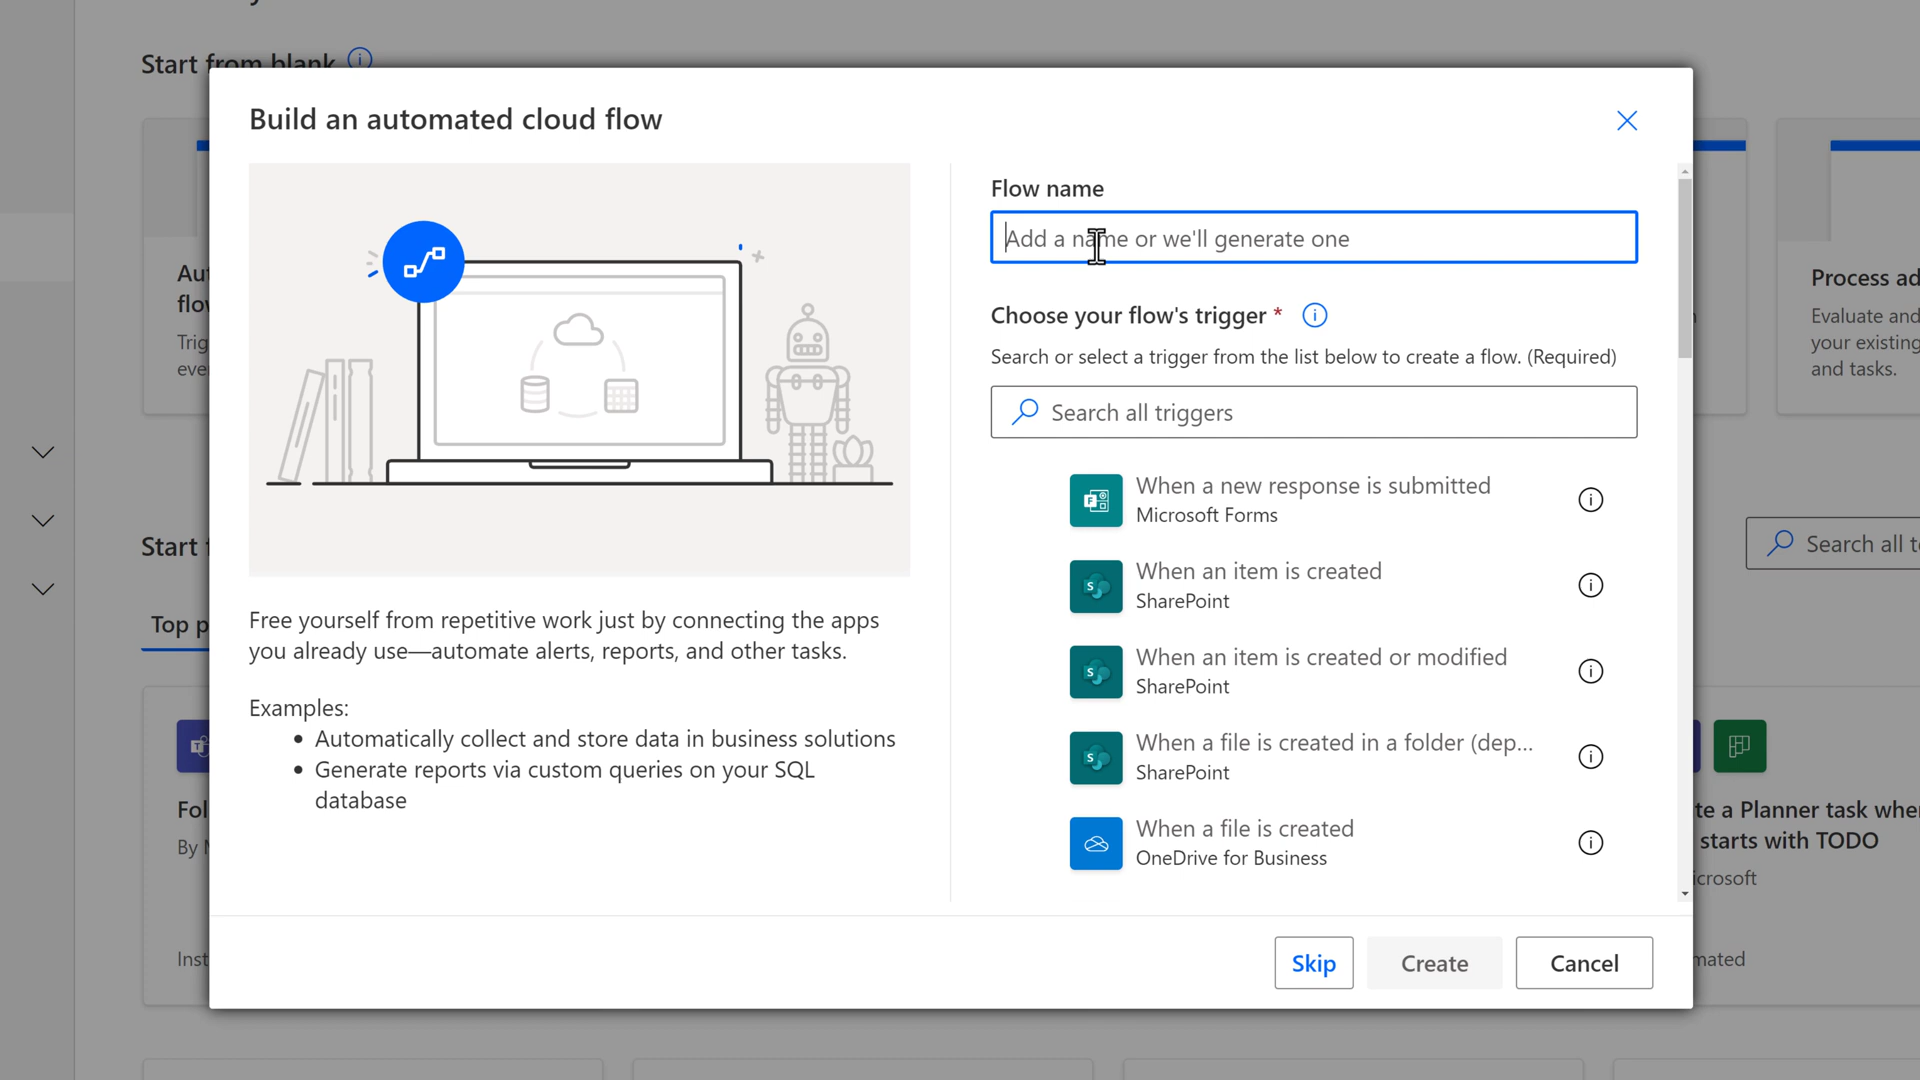 Start from blank
Build an automated cloud flow
Flow name
Add a name or we'll generate one
Choose your flow's trigger *
Search or select a trigger from the list below to create a flow. (Required)
Search all triggers
When a new response is submitted
Microsoft Forms
When an item is created
SharePoint
When an item is created or modified
SharePoint
When a file is created in a folder (dep...
SharePoint
When a file is created
OneDrive for Business
Free yourself from repetitive work just by connecting the apps
you already use—automate alerts, reports, and other tasks.
Examples:
• Automatically collect and store data in business solutions
• Generate reports via custom queries on your SQL
database
Skip
Create
Cancel
Process ad
Evaluate and
your existing
and tasks.
Start
Search all t
Top p
By
te a Planner task when
starts with TODO
icrosoft
Inst
mated